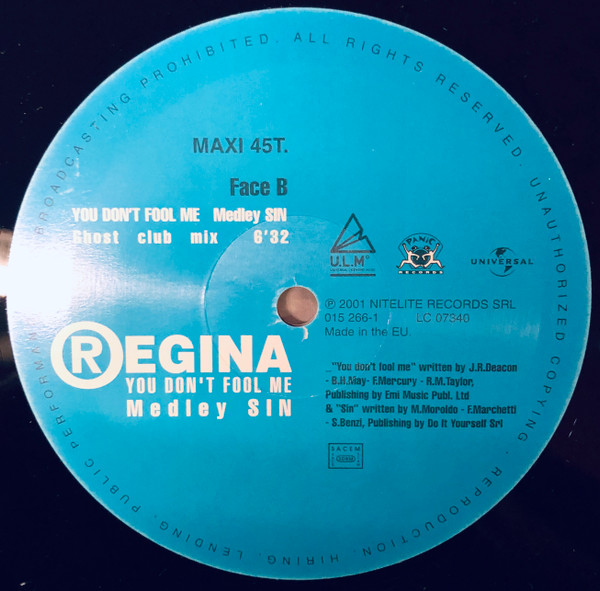 BROADCASTING PROHIBITED. ALL RIGHTS RESERVED. UNAUTHORIZED COPYING, REPRODUCTION, HIRING, LENDING, PUBLIC PERFORMAN
MAXI 45T.
Face B
YOU DON'T FOOL ME Medley SIN
Ghost club mix 6'32
U.L.M
PANIC
RECORDS
UNIVERSAL
℗ 2001 NITELITE RECORDS SRL
015 266-1 LC 07340
Made in the EU.
®EGINA
YOU DON'T FOOL ME
Medley SIN
_"You don't fool me" written by J.R.Deacon
- B.H.May- F.Mercury - R.M.Taylor,
Publishing by Emi Music Publ. Ltd
& "Sin" written by M.Moroldo - F.Marchetti
- S.Benzi, Publishing by Do It Yourself Srl
SACEM